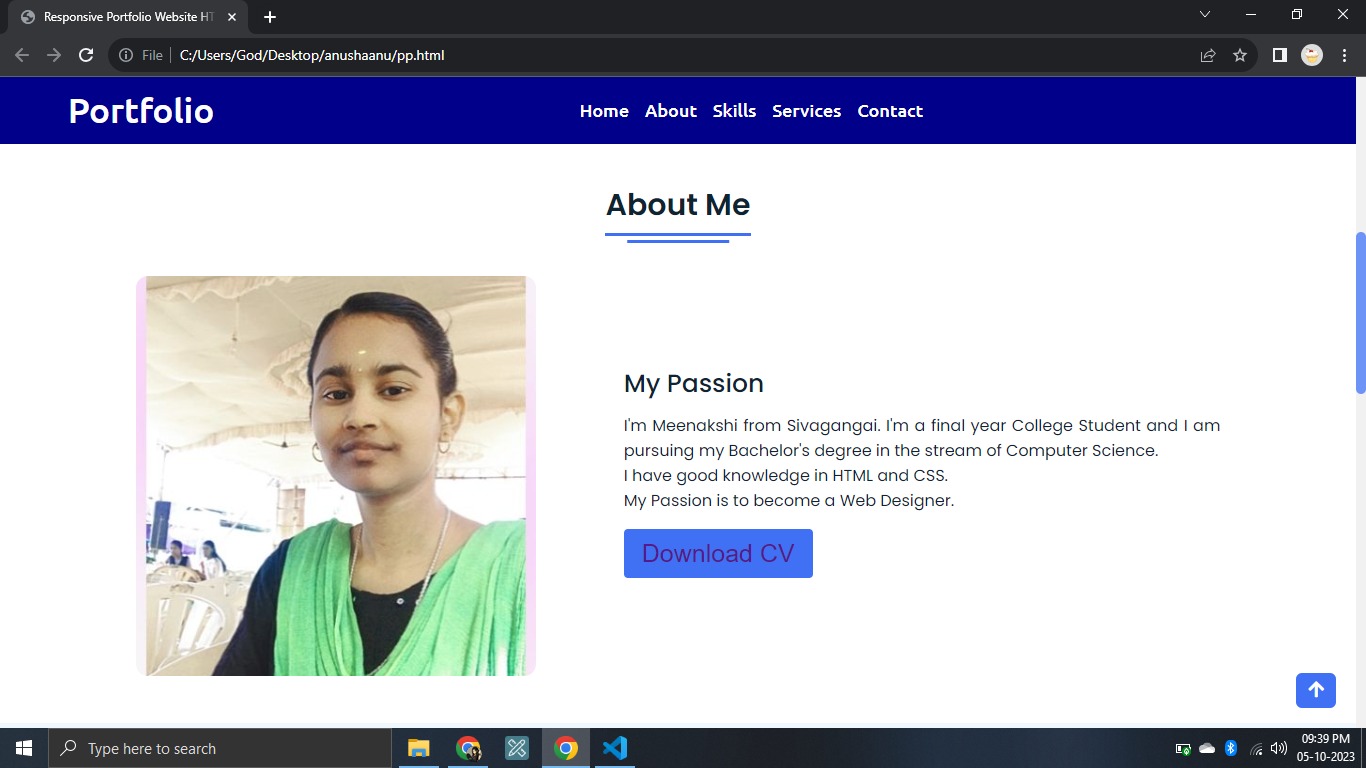 Responsive Portfolio Website HT
File
C:/Users/God/Desktop/anushaanu/pp.html
Portfolio
Home About Skills Services Contact
About Me
My Passion
I'm Meenakshi from Sivagangai. I'm a final year College Student and I am
pursuing my Bachelor's degree in the stream of Computer Science.
I have good knowledge in HTML and CSS.
My Passion is to become a Web Designer.
Download CV
Type here to search
09:39 PM
05-10-2023